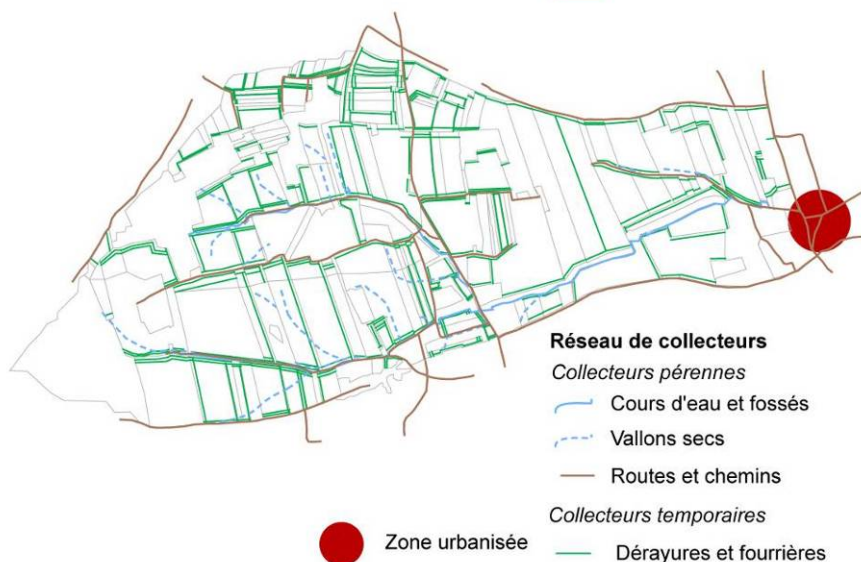 Réseau de collecteurs
Collecteurs pérennes
Cours d'eau et fossés
Vallons secs
Routes et chemins
Collecteurs temporaires
Zone urbanisée
Dérayures et fourrières